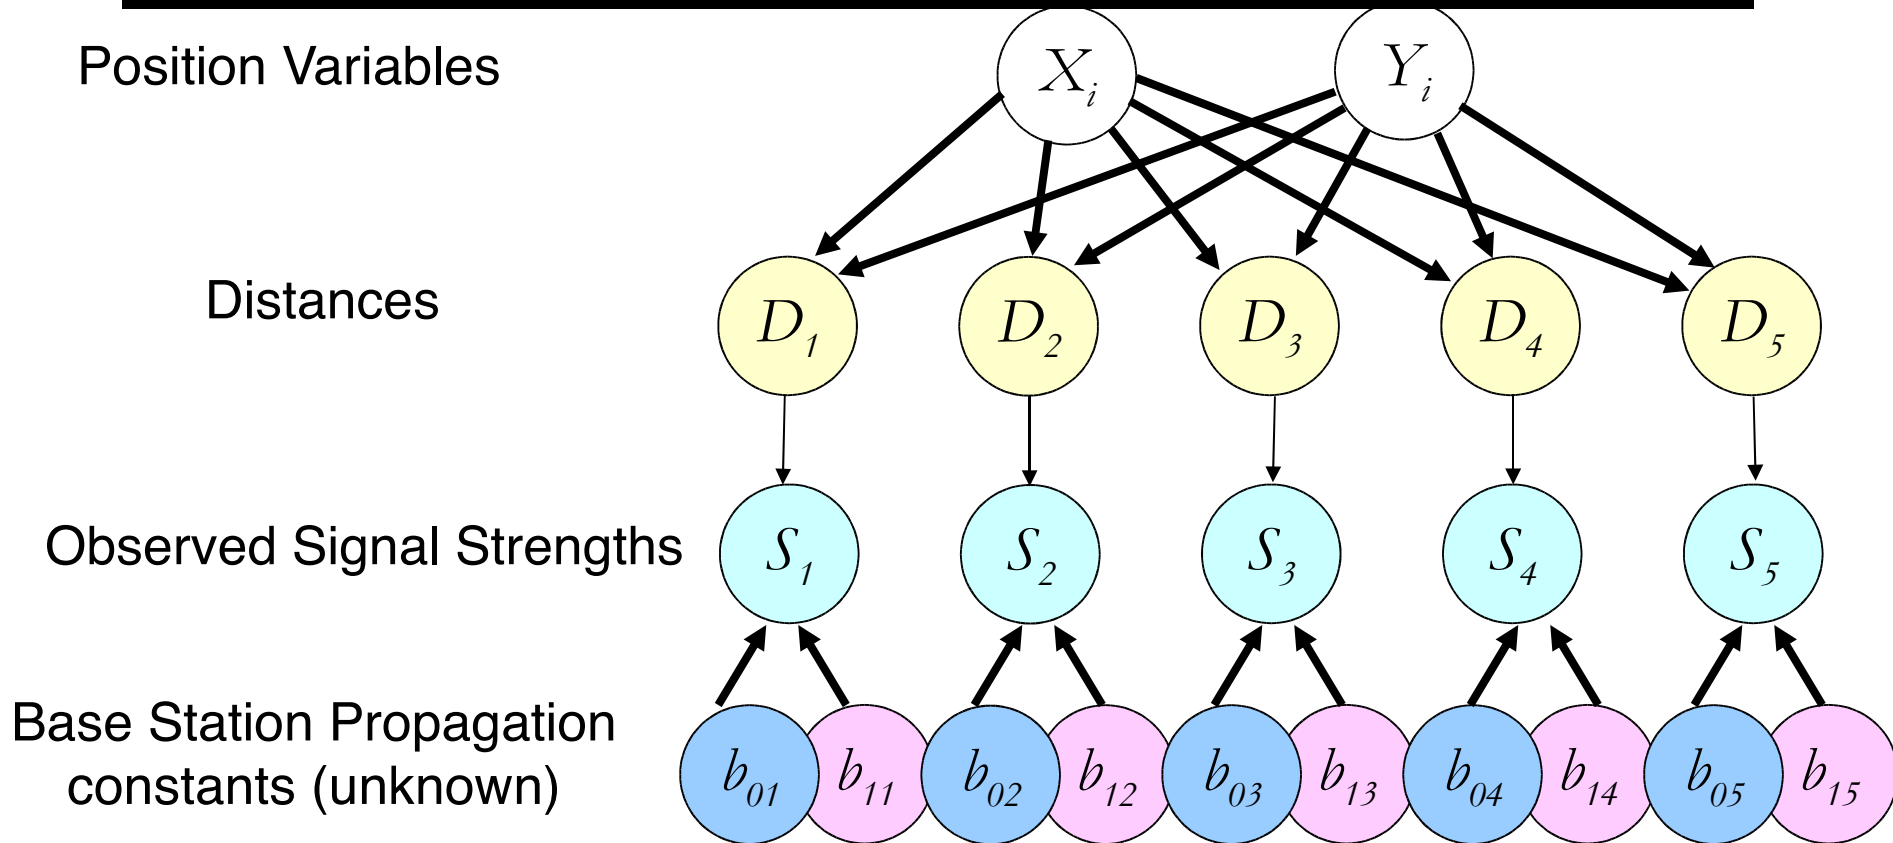 Position Variables
X_i Y_i
Distances
D_1 D_2 D_3 D_4 D_5
Observed Signal Strengths
S_1 S_2 S_3 S_4 S_5
Base Station Propagation
constants (unknown)
b_01 b_11 b_02 b_12 b_03 b_13 b_04 b_14 b_05 b_15